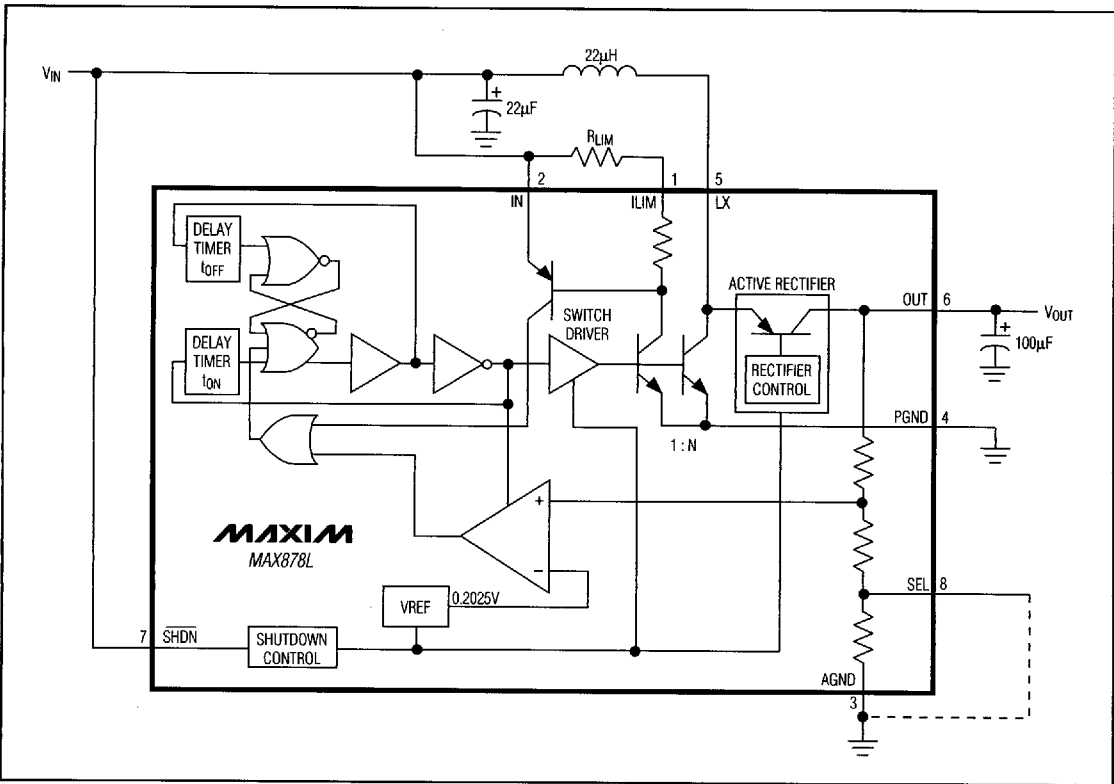 22µH
VIN
+
22µF
RLIM
2
1
5
IN
ILIM
LX
DELAY
TIMER
tOFF
ACTIVE RECTIFIER
OUT
6
VOUT
SWITCH
DRIVER
+
100µF
DELAY
TIMER
tON
RECTIFIER
CONTROL
PGND
4
1 : N
+
MAXIM
MAX878L
−
SEL
8
VREF
0.2025V
7
SHDN
SHUTDOWN
CONTROL
AGND
3